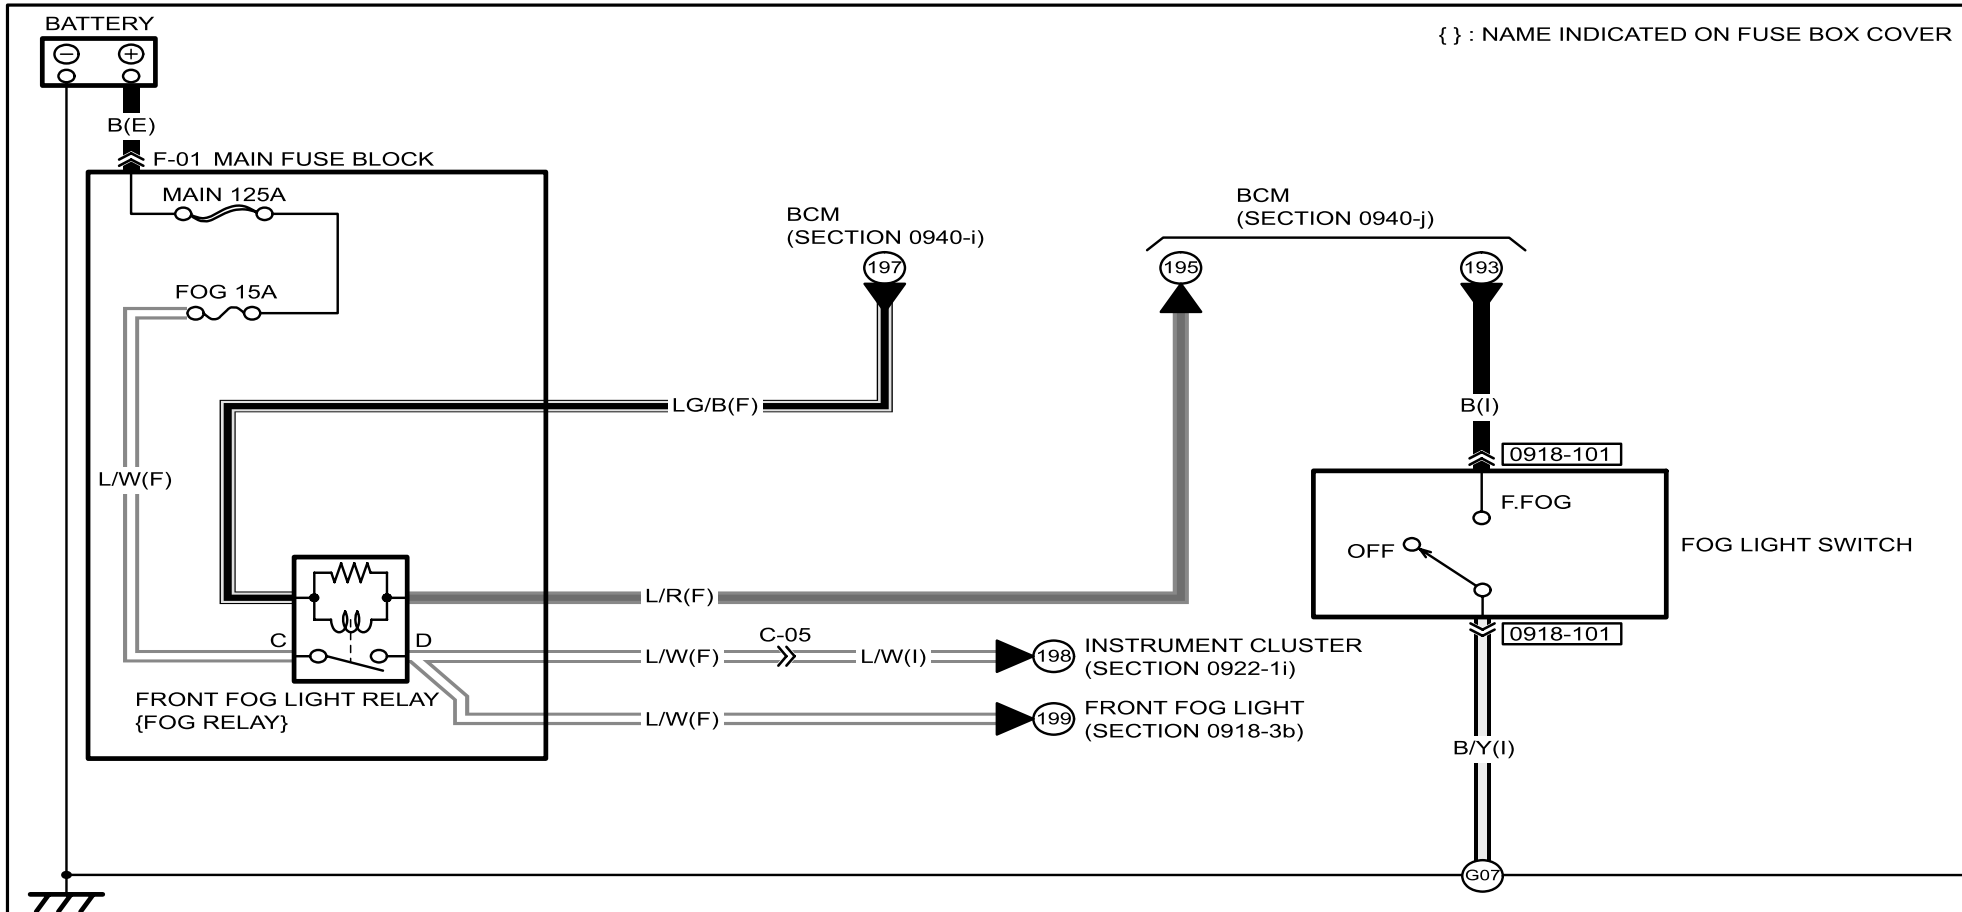 BATTERY
{ } : NAME INDICATED ON FUSE BOX COVER
− +
B(E)
F-01 MAIN FUSE BLOCK
MAIN 125A
FOG 15A
BCM
(SECTION 0940-i)
197
BCM
(SECTION 0940-j)
195
193
LG/B(F)
B(I)
0918-101
L/W(F)
F.FOG
OFF
FOG LIGHT SWITCH
L/R(F)
0918-101
C
D
L/W(F)
C-05
L/W(I)
198
INSTRUMENT CLUSTER
(SECTION 0922-1i)
FRONT FOG LIGHT RELAY
{FOG RELAY}
L/W(F)
199
FRONT FOG LIGHT
(SECTION 0918-3b)
B/Y(I)
G07